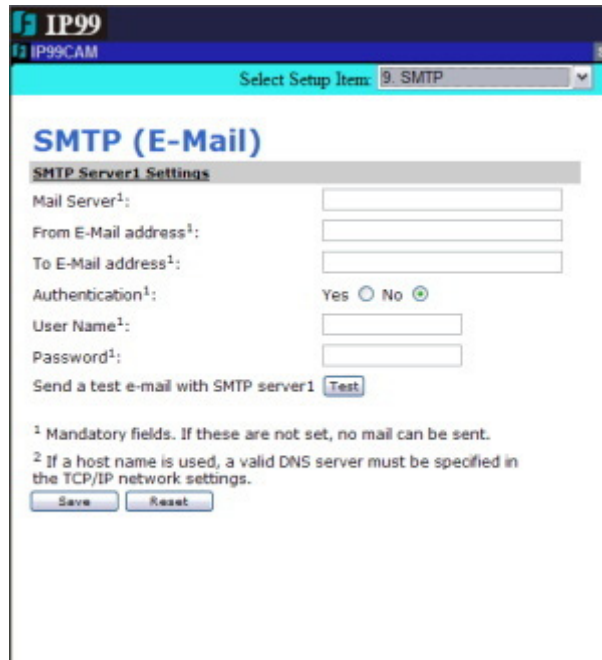 IP99
IP99CAM
Select Setup Item: 9. SMTP
SMTP (E-Mail)
SMTP Server1 Settings
Mail Server¹:
From E-Mail address¹:
To E-Mail address¹:
Authentication¹: Yes No
User Name¹:
Password¹:
Send a test e-mail with SMTP server1 Test
¹ Mandatory fields. If these are not set, no mail can be sent.
² If a host name is used, a valid DNS server must be specified in
the TCP/IP network settings.
Save Reset